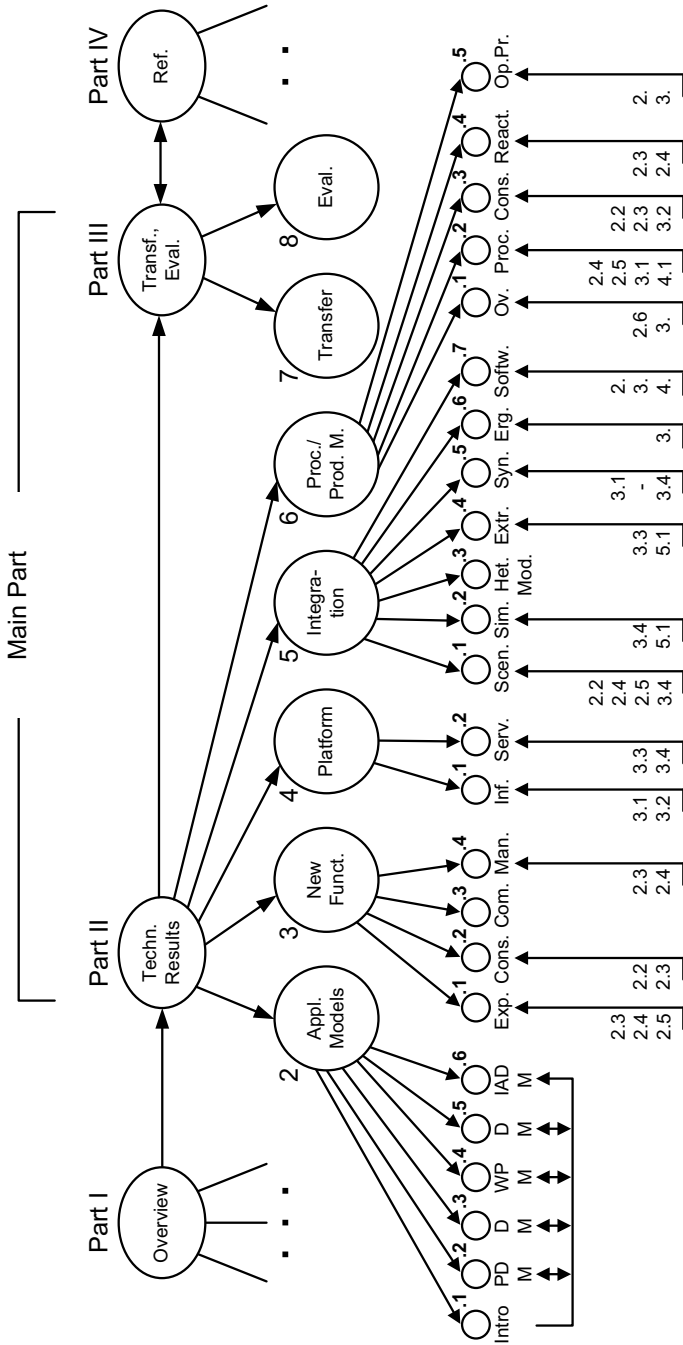 Main Part
Part I
Part II
Part III
Part IV
Overview
Techn.
Results
Transf.,
Eval.
Ref.
2
Appl.
Models
3
New
Funct.
4
Platform
5
Integra-
tion
6
Proc./
Prod. M.
7
Transfer
8
Eval.
.1
Intro
.2
PD
M
.3
D
M
.4
WP
M
.5
D
M
.6
IAD
M
.1
Exp.
.2
Cons.
.3
Com.
.4
Man.
.1
Inf.
.2
Serv.
.1
Scen.
.2
Sim.
.3
Het.
Mod.
.4
Extr.
.5
Syn.
.6
Erg.
.7
Softw.
.1
Ov.
.2
Proc.
.3
Cons.
.4
React.
.5
Op.Pr.
2.3
2.4
2.5
2.2
2.3
2.3
2.4
3.1
3.2
3.3
3.4
2.2
2.4
2.5
3.4
3.4
5.1
3.3
5.1
3.1
-
3.4
3.
2.
3.
4.
2.6
3.
2.4
2.5
3.1
4.1
2.2
2.3
3.2
2.3
2.4
2.
3.